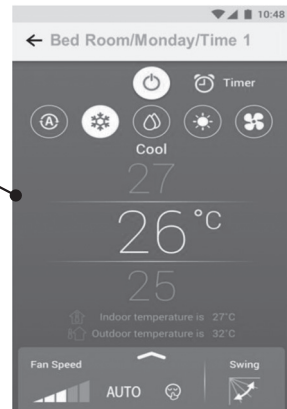 10:48
← Bed Room/Monday/Time 1
Timer
A
Cool
27
26°C
25
Indoor temperature is 27°C
Outdoor temperature is 32°C
Fan Speed
Swing
AUTO